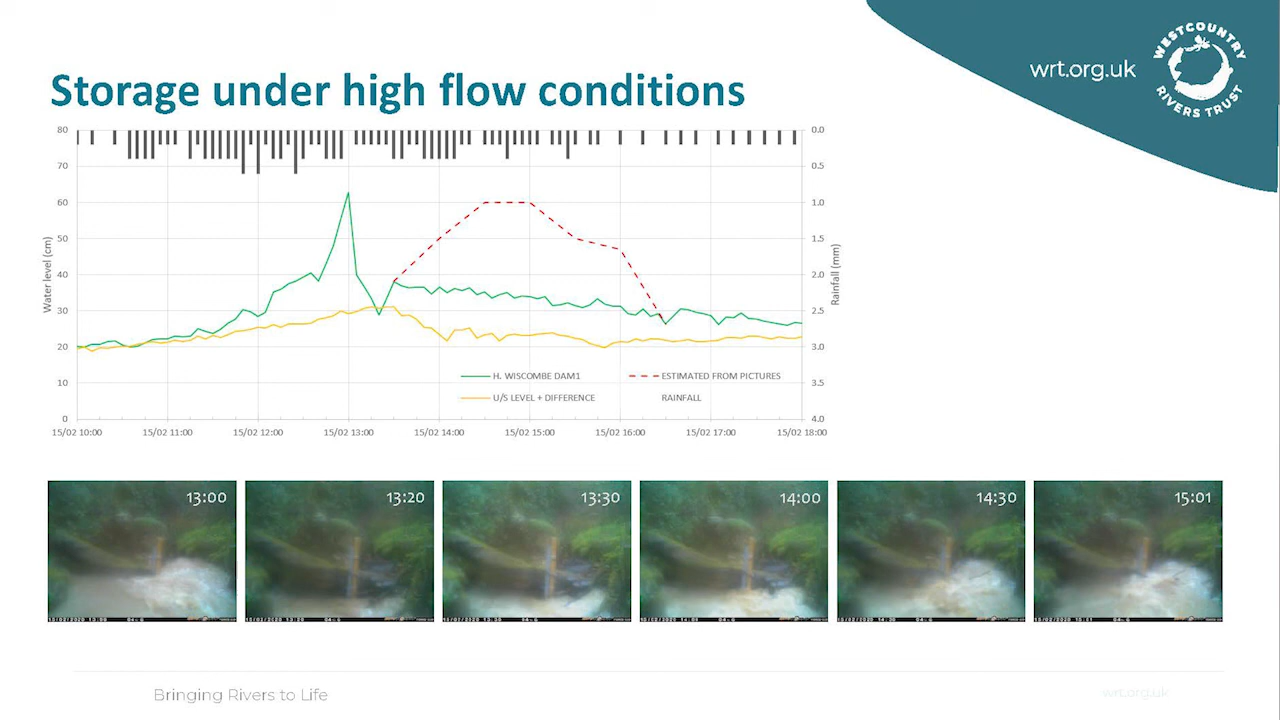 wrt.org.uk
WESTCOUNTRY
RIVERS TRUST
Storage under high flow conditions
80
70
60
50
40
30
20
10
0
Water level (cm)
0.0
0.5
1.0
1.5
2.0
2.5
3.0
3.5
4.0
Rainfall (mm)
H. WISCOMBE DAM1
ESTIMATED FROM PICTURES
U/S LEVEL + DIFFERENCE
RAINFALL
15/02 10:00 15/02 11:00 15/02 12:00 15/02 13:00 15/02 14:00 15/02 15:00 15/02 16:00 15/02 17:00 15/02 18:00
13:00
13:20
13:30
14:00
14:30
15:01
Bringing Rivers to Life
wrt.org.uk